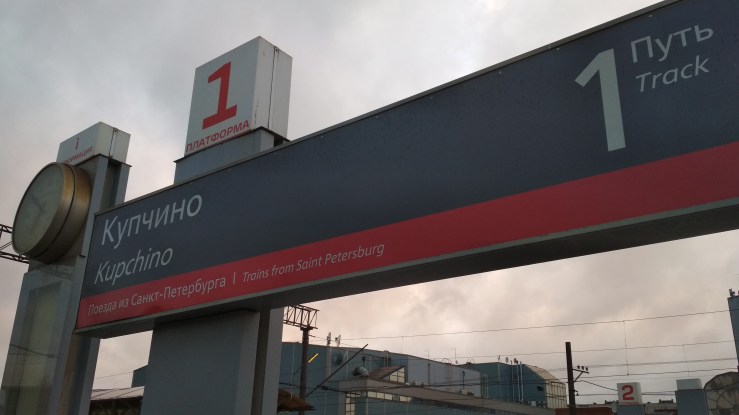 1
ПЛАТФОРМА
i
Купчино
Kupchino
1 Путь
Track
Поезда из Санкт-Петербурга | Trains from Saint Petersburg
2